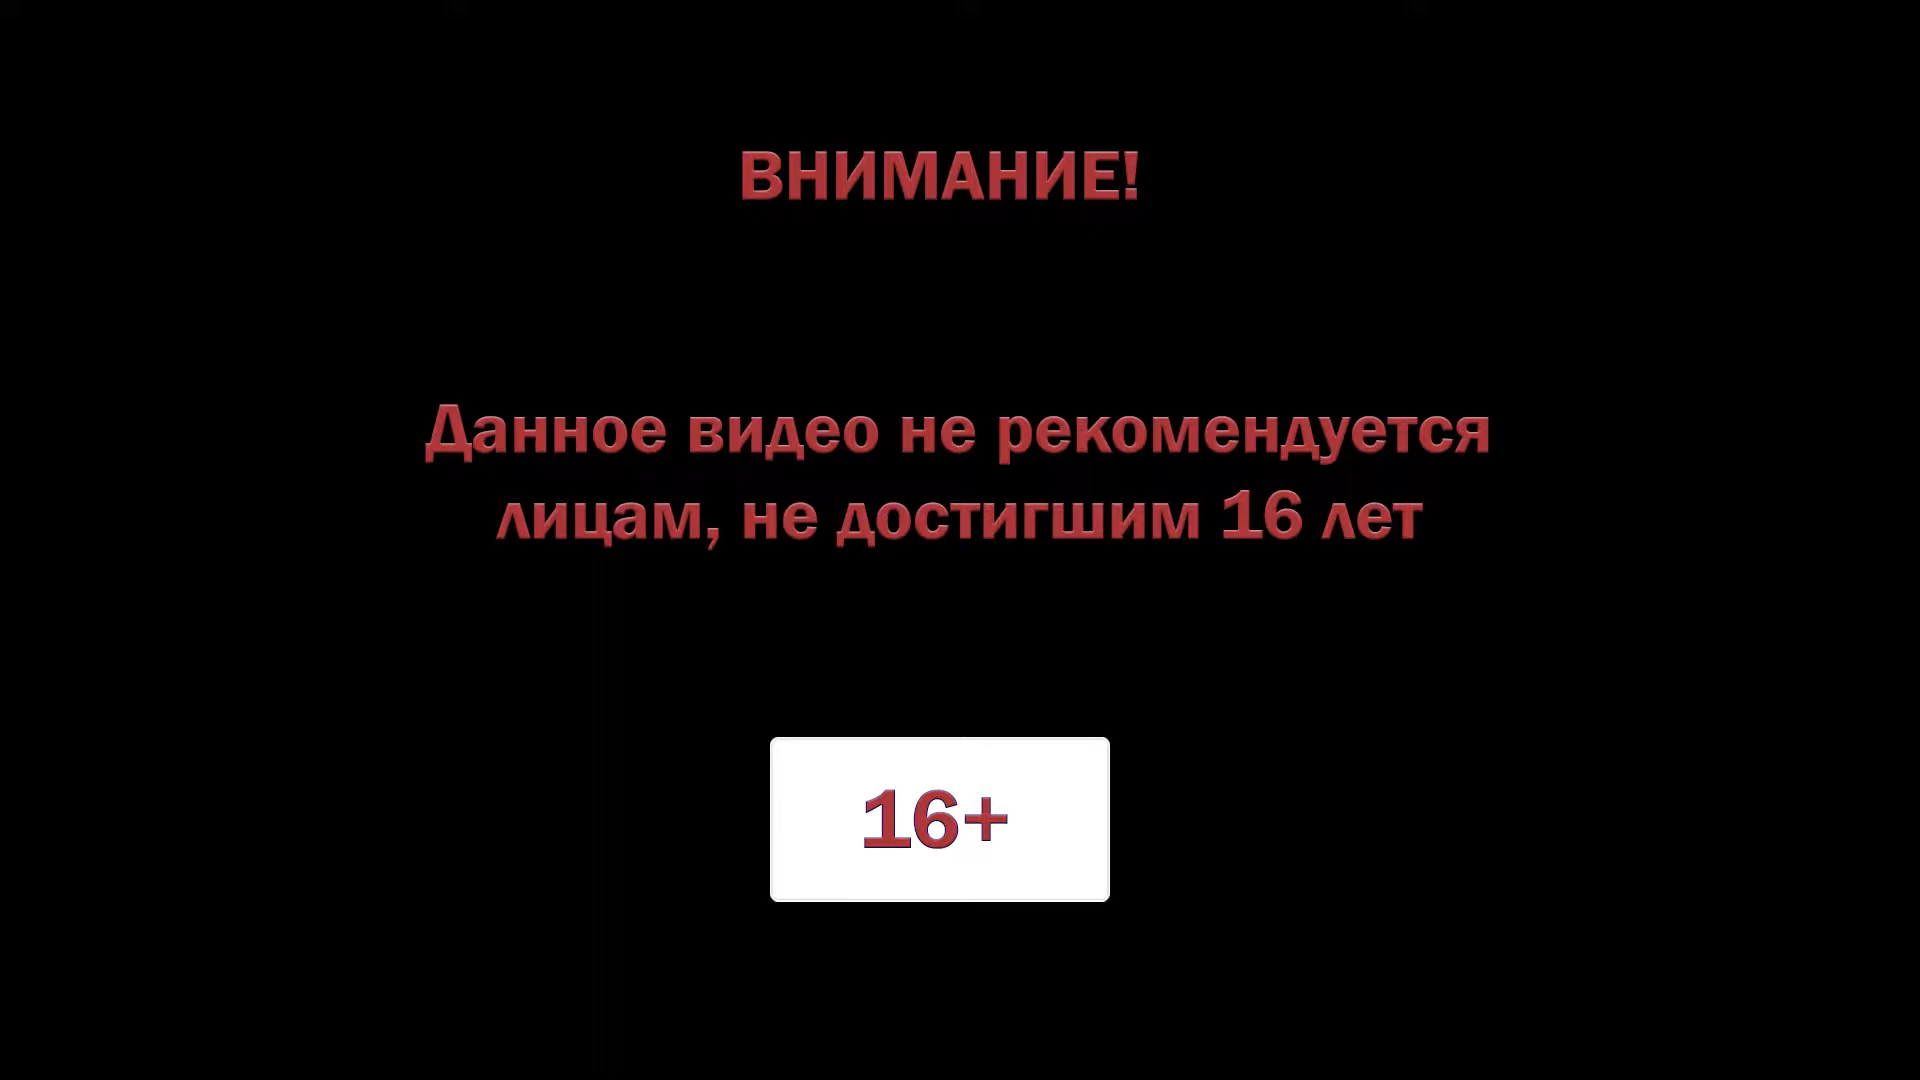 ВНИМАНИЕ!
Данное видео не рекомендуется
лицам, не достигшим 16 лет
16+